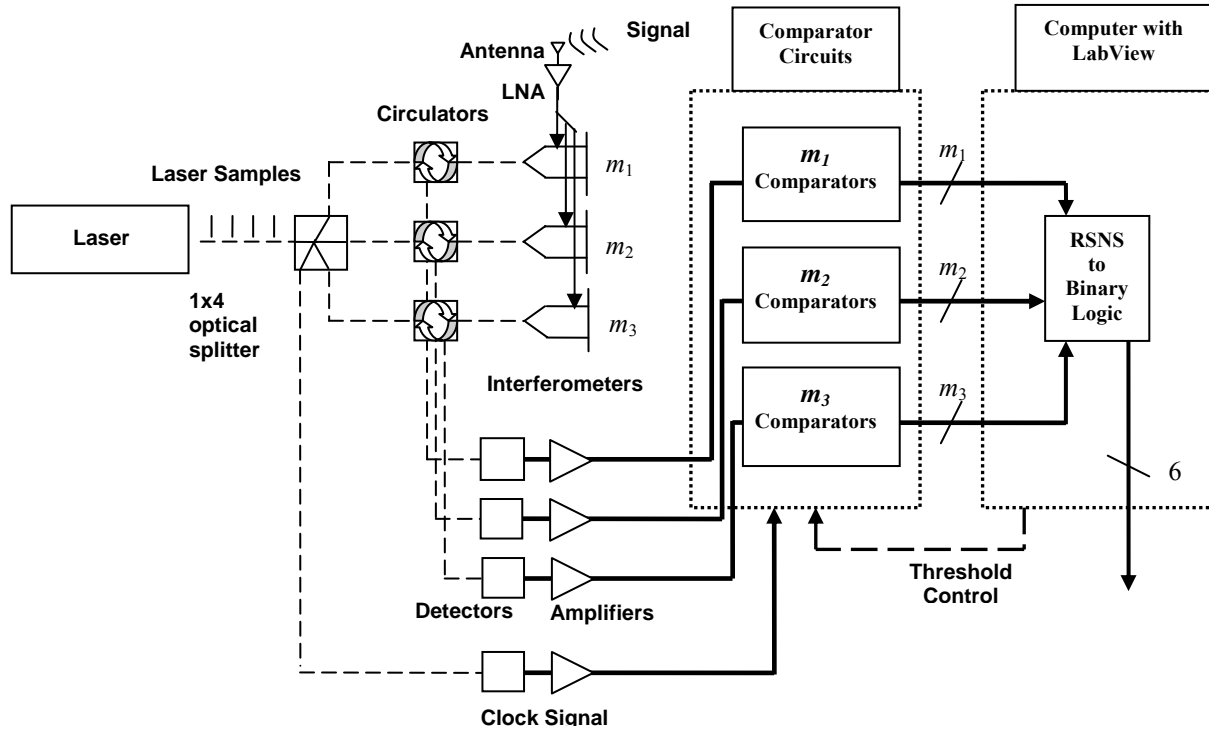 Signal
Antenna
LNA
Comparator
Circuits
Computer with
LabView
Circulators
Laser Samples
Laser
1x4
optical
splitter
m1
m2
m3
Interferometers
m1
Comparators
m2
Comparators
m3
Comparators
m1
m2
m3
RSNS
to
Binary
Logic
6
Threshold
Control
Detectors
Amplifiers
Clock Signal